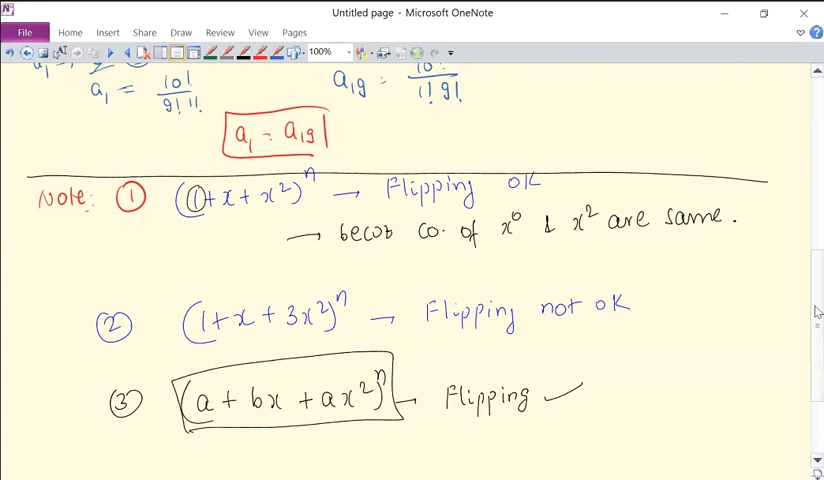 Untitled page - Microsoft OneNote
File Home Insert Share Draw Review View Pages
100%
a₁ = 10! / 9! 1!
a₁₉ = 10! / 1! 9!
a₁ = a₁₉
Note: ① (1 + x + x²)ⁿ → Flipping ok
→ becoz co. of x⁰ & x² are same.
② (1 + x + 3x²)ⁿ → Flipping not ok
③ (a + bx + ax²)ⁿ → Flipping ✓